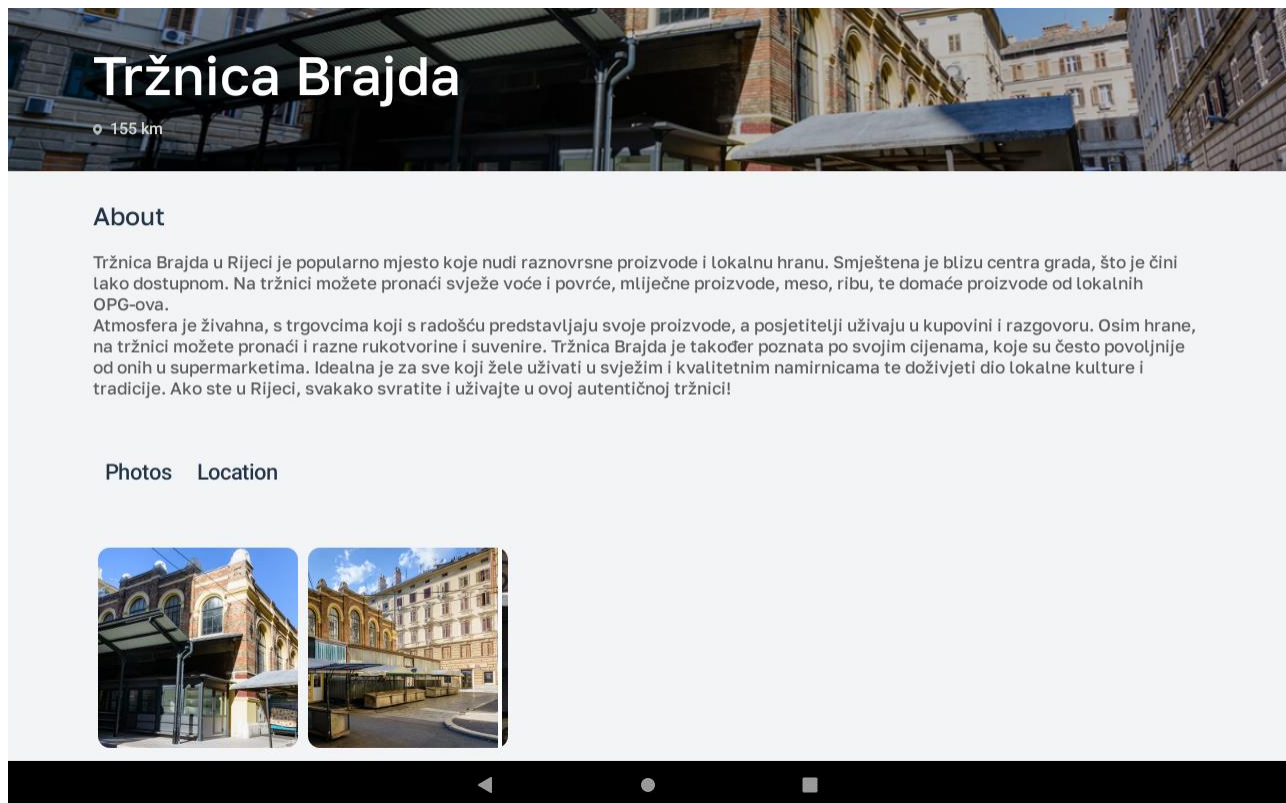 Tržnica Brajda
155 km
About
Tržnica Brajda u Rijeci je popularno mjesto koje nudi raznovrsne proizvode i lokalnu hranu. Smještena je blizu centra grada, što je čini
lako dostupnom. Na tržnici možete pronaći svježe voće i povrće, mliječne proizvode, meso, ribu, te domaće proizvode od lokalnih
OPG-ova.
Atmosfera je živahna, s trgovcima koji s radošću predstavljaju svoje proizvode, a posjetitelji uživaju u kupovini i razgovoru. Osim hrane,
na tržnici možete pronaći i razne rukotvorine i suvenire. Tržnica Brajda je također poznata po svojim cijenama, koje su često povoljnije
od onih u supermarketima. Idealna je za sve koji žele uživati u svježim i kvalitetnim namirnicama te doživjeti dio lokalne kulture i
tradicije. Ako ste u Rijeci, svakako svratite i uživajte u ovoj autentičnoj tržnici!
Photos Location